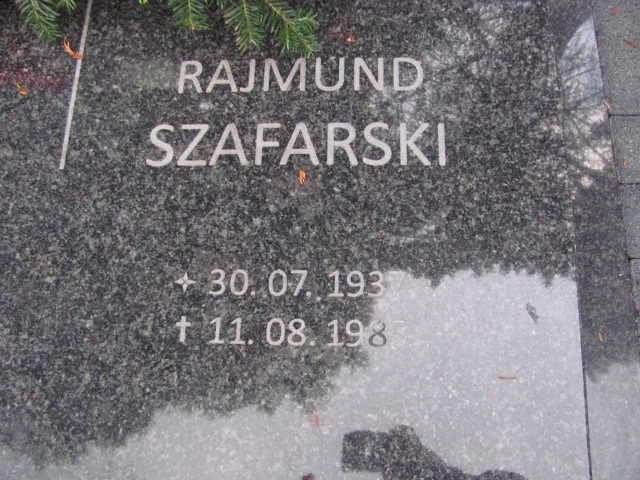 RAJMUND
SZAFARSKI
30. 07. 1937
11. 08. 1985